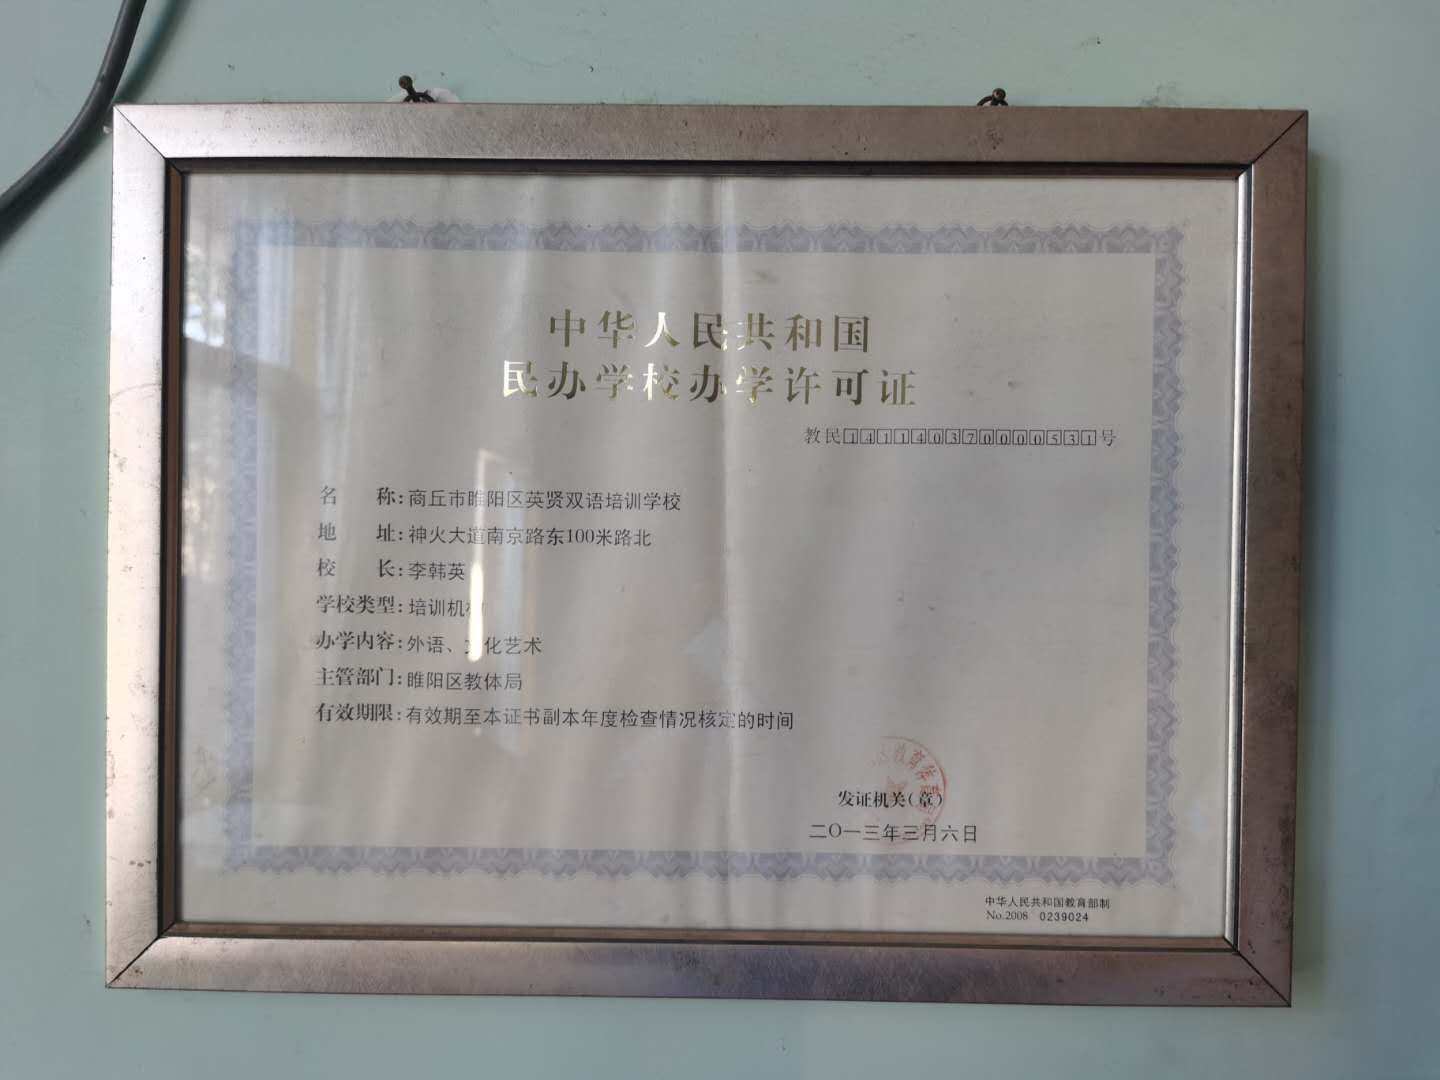 中华人民共和国
民办学校办学许可证
教民141140370000531号
名 称:商丘市睢阳区英贤双语培训学校
地 址:神火大道南京路东100米路北
校 长:李韩英
学校类型:培训机构
办学内容:外语、文化艺术
主管部门:睢阳区教体局
有效期限:有效期至本证书副本年度检查情况核定的时间
教育体
发证机关(章)
二〇一三年三月六日
中华人民共和国教育部制
No.2008 0239024